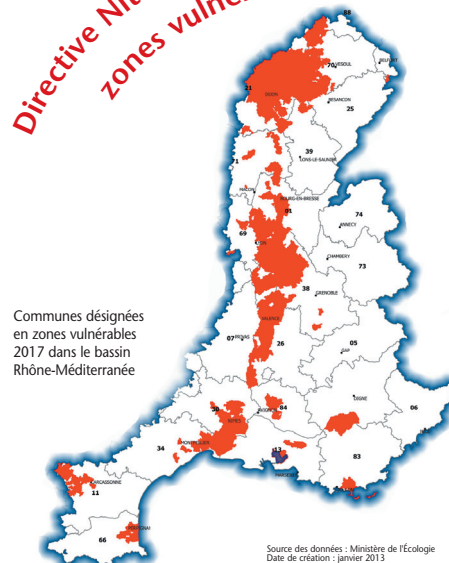 Directive Nit
zones vulnér
88
70 VESOUL
BELFORT
21
DIJON
BESANCON
25
39
LONS-LE-SAUNIER
71
MACON
BOURG-EN-BRESSE
01
74
ANNECY
69
LYON
CHAMBERY
73
38
GRENOBLE
Communes désignées
en zones vulnérables
2017 dans le bassin
Rhône-Méditerranée
VALENCE
07 PRIVAS
26
05
GAP
DIGNE
30
NIMES
AVIGNON
84
06
34
MONTPELLIER
13
MARSEILLE
83
CARCASSONNE
11
PERPIGNAN
66
Source des données : Ministère de l'Écologie
Date de création : janvier 2013